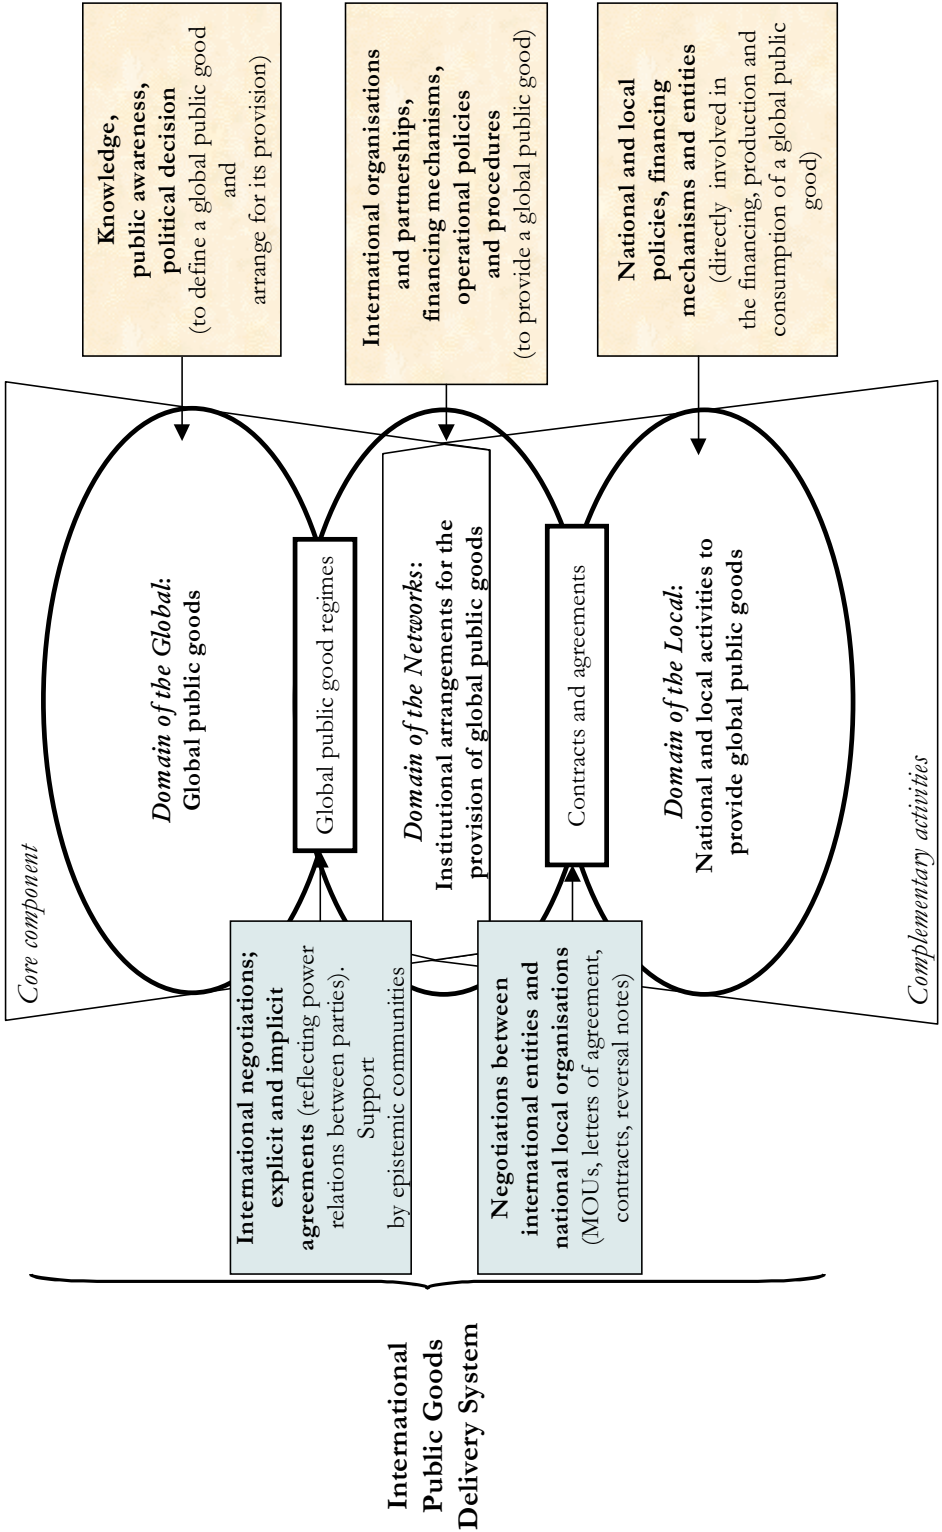 International
Public Goods
Delivery System
Core component
International negotiations;
explicit and implicit
agreements (reflecting power
relations between parties).
Support
by epistemic communities
Negotiations between
international entities and
national local organisations
(MOUs, letters of agreement,
contracts, reversal notes)
Domain of the Global:
Global public goods
Global public good regimes
Domain of the Networks:
Institutional arrangements for the
provision of global public goods
Contracts and agreements
Domain of the Local:
National and local activities to
provide global public goods
Complementary activities
Knowledge,
public awareness,
political decision
(to define a global public good
and
arrange for its provision)
International organisations
and partnerships,
financing mechanisms,
operational policies
and procedures
(to provide a global public good)
National and local
policies, financing
mechanisms and entities
(directly involved in
the financing, production and
consumption of a global public
good)